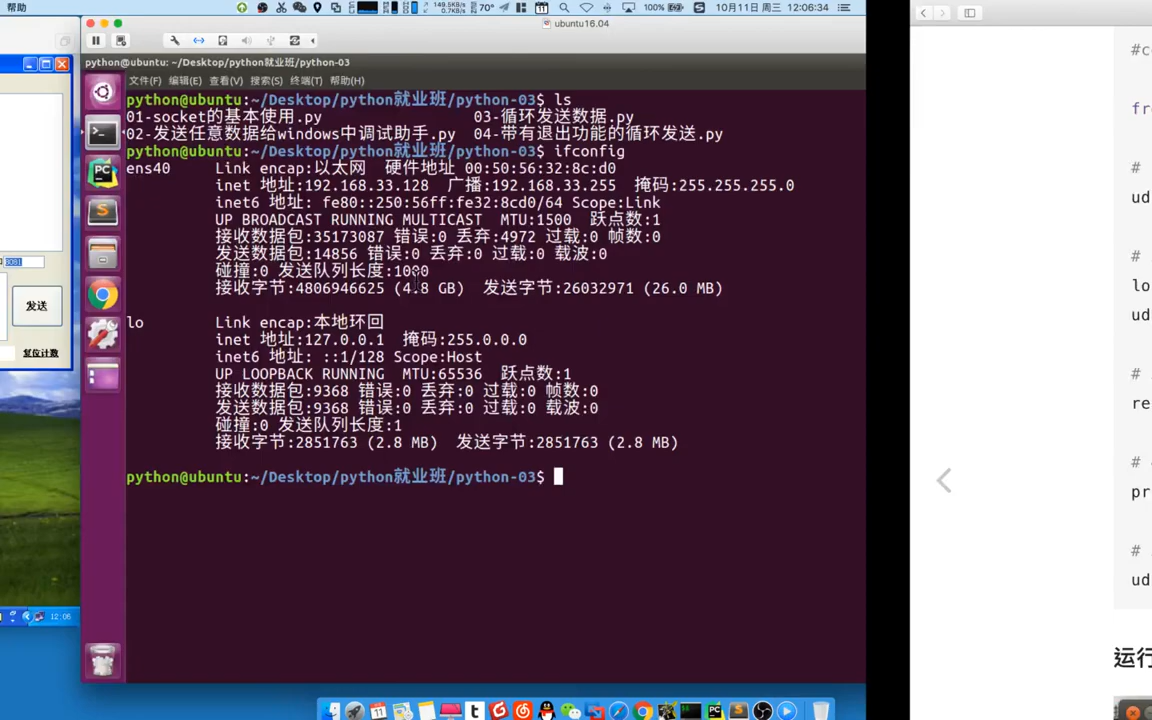 帮助
149.5KB/s
0.7KB/s
70°
100%
10月11日 周三 12:06:34
ubuntu16.04
python@ubuntu: ~/Desktop/python就业班/python-03
文件(F) 编辑(E) 查看(V) 搜索(S) 终端(T) 帮助(H)
python@ubuntu:~/Desktop/python就业班/python-03$ ls
01-socket的基本使用.py 03-循环发送数据.py
02-发送任意数据给windows中调试助手.py 04-带有退出功能的循环发送.py
python@ubuntu:~/Desktop/python就业班/python-03$ ifconfig
ens40 Link encap:以太网 硬件地址 00:50:56:32:8c:d0
inet 地址:192.168.33.128 广播:192.168.33.255 掩码:255.255.255.0
inet6 地址: fe80::250:56ff:fe32:8cd0/64 Scope:Link
UP BROADCAST RUNNING MULTICAST MTU:1500 跃点数:1
接收数据包:35173087 错误:0 丢弃:4972 过载:0 帧数:0
发送数据包:14856 错误:0 丢弃:0 过载:0 载波:0
碰撞:0 发送队列长度:1000
接收字节:4806946625 (4.8 GB) 发送字节:26032971 (26.0 MB)
lo Link encap:本地环回
inet 地址:127.0.0.1 掩码:255.0.0.0
inet6 地址: ::1/128 Scope:Host
UP LOOPBACK RUNNING MTU:65536 跃点数:1
接收数据包:9368 错误:0 丢弃:0 过载:0 帧数:0
发送数据包:9368 错误:0 丢弃:0 过载:0 载波:0
碰撞:0 发送队列长度:1
接收字节:2851763 (2.8 MB) 发送字节:2851763 (2.8 MB)
python@ubuntu:~/Desktop/python就业班/python-03$
发送
复位计数
12:06
#c
fr
#
ud
#
lo
ud
#
re
#
pr
#
ud
运行